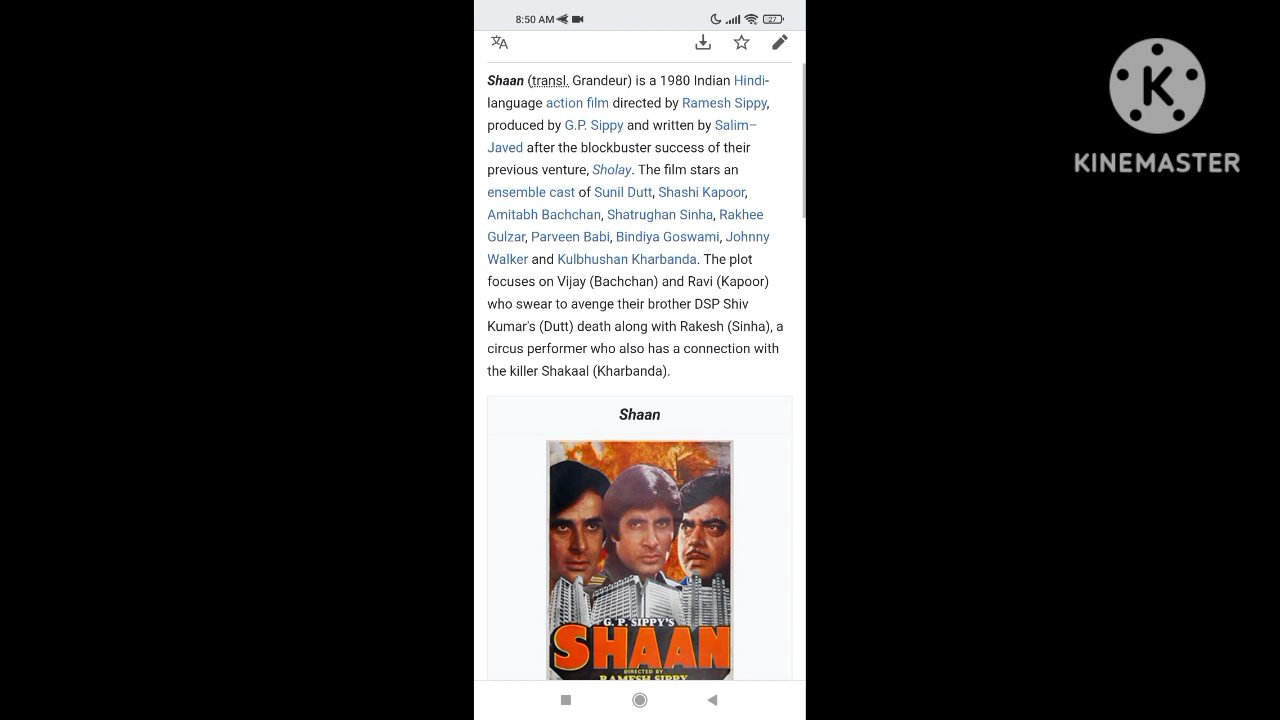 8:50 AM
27
Shaan (transl. Grandeur) is a 1980 Indian Hindi-
language action film directed by Ramesh Sippy,
produced by G.P. Sippy and written by Salim–
Javed after the blockbuster success of their
previous venture, Sholay. The film stars an
ensemble cast of Sunil Dutt, Shashi Kapoor,
Amitabh Bachchan, Shatrughan Sinha, Rakhee
Gulzar, Parveen Babi, Bindiya Goswami, Johnny
Walker and Kulbhushan Kharbanda. The plot
focuses on Vijay (Bachchan) and Ravi (Kapoor)
who swear to avenge their brother DSP Shiv
Kumar's (Dutt) death along with Rakesh (Sinha), a
circus performer who also has a connection with
the killer Shakaal (Kharbanda).
Shaan
G.P. SIPPY'S
SHAAN
DIRECTED BY
RAMESH SIPPY
K
KINEMASTER